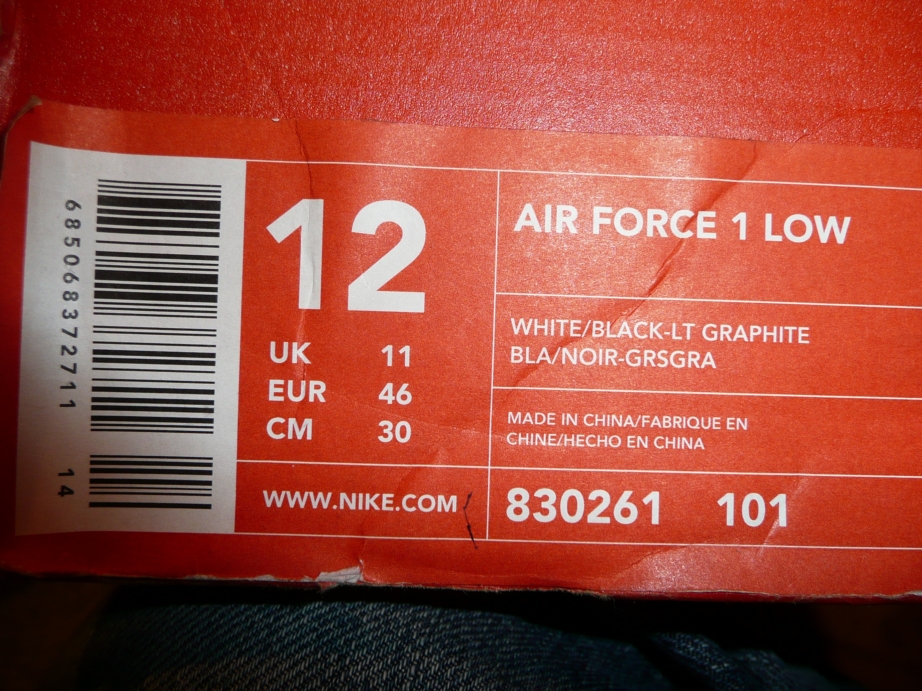 685068372711 14
12
UK 11
EUR 46
CM 30
WWW.NIKE.COM
AIR FORCE 1 LOW
WHITE/BLACK-LT GRAPHITE
BLA/NOIR-GRSGRA
MADE IN CHINA/FABRIQUE EN
CHINE/HECHO EN CHINA
830261 101